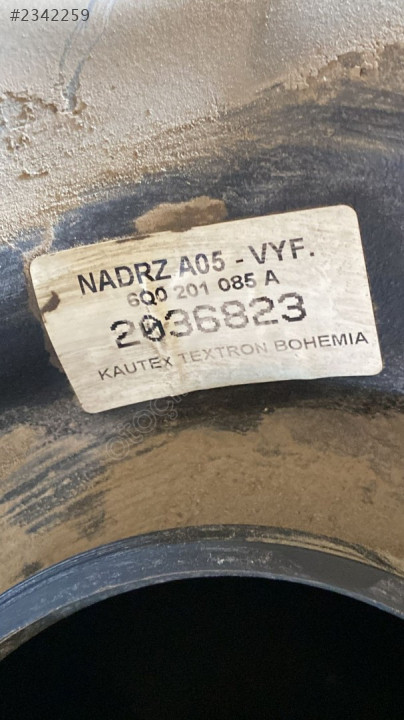 #2342259
NADRZ A05 - VYF.
6Q0 201 085 A
2036823
KAUTEX TEXTRON BOHEMIA